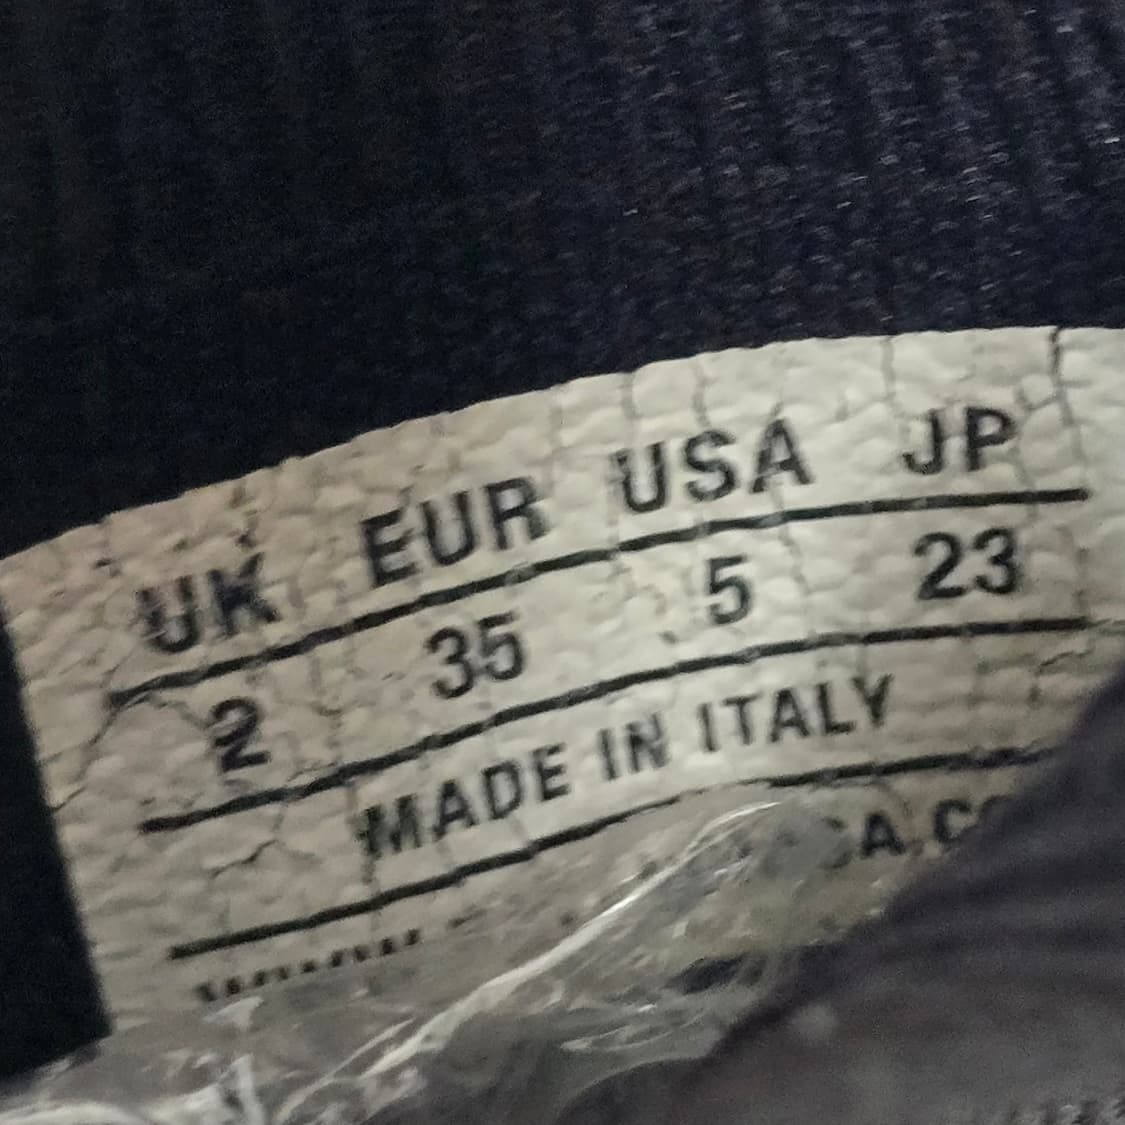 UK EUR USA JP
2 35 5 23
MADE IN ITALY